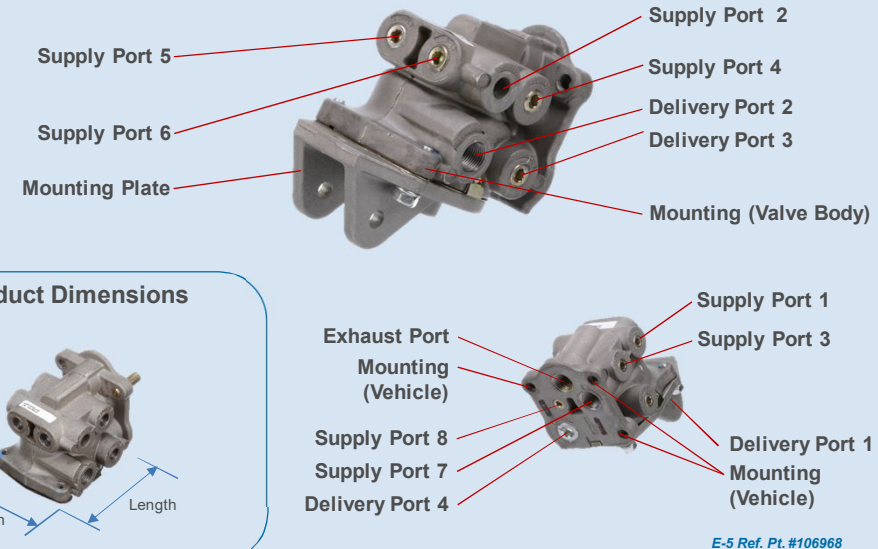 Supply Port 2
Supply Port 5
Supply Port 4
Delivery Port 2
Supply Port 6
Delivery Port 3
Mounting Plate
Mounting (Valve Body)
duct Dimensions
Length
Supply Port 1
Exhaust Port
Supply Port 3
Mounting
(Vehicle)
Supply Port 8
Supply Port 7
Delivery Port 4
Delivery Port 1
Mounting
(Vehicle)
E-5 Ref. Pt. #106968